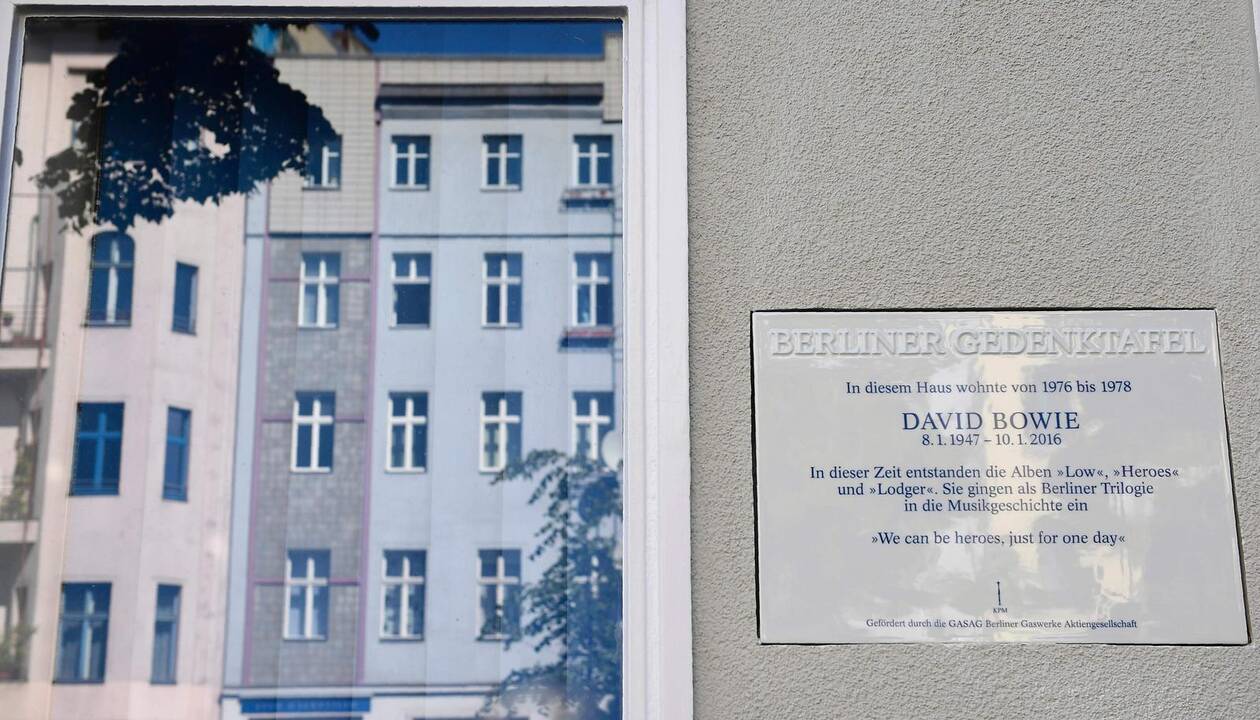 BERLINER GEDENKTAFEL
In diesem Haus wohnte von 1976 bis 1978
DAVID BOWIE
8. 1. 1947 – 10. 1. 2016
In dieser Zeit entstanden die Alben »Low«, »Heroes«
und »Lodger«. Sie gingen als Berliner Trilogie
in die Musikgeschichte ein
»We can be heroes, just for one day«
KPM
Gefördert durch die GASAG Berliner Gaswerke Aktiengesellschaft